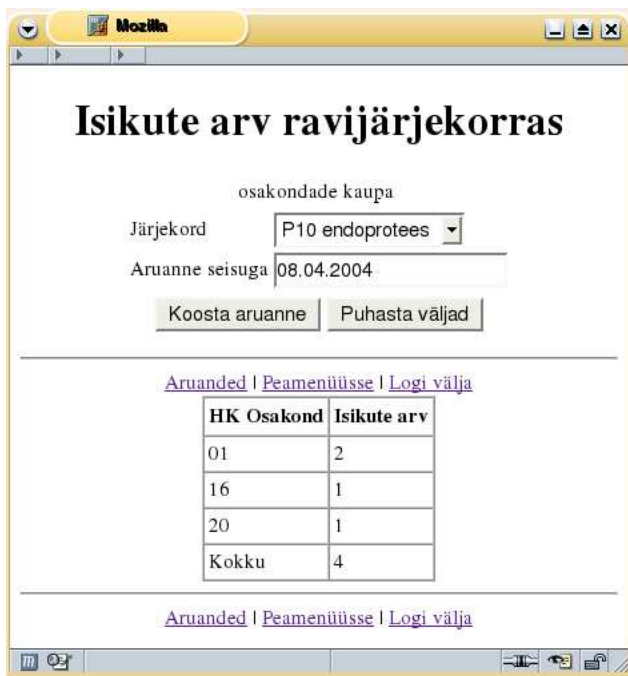 Mozilla
Isikute arv ravijärjekorras
osakondade kaupa
Järjekord P10 endoprotees
Aruanne seisuga 08.04.2004
Koosta aruanne Puhasta väljad
Aruanded | Peamenüüsse | Logi välja
HK Osakond Isikute arv
01 2
16 1
20 1
Kokku 4
Aruanded | Peamenüüsse | Logi välja